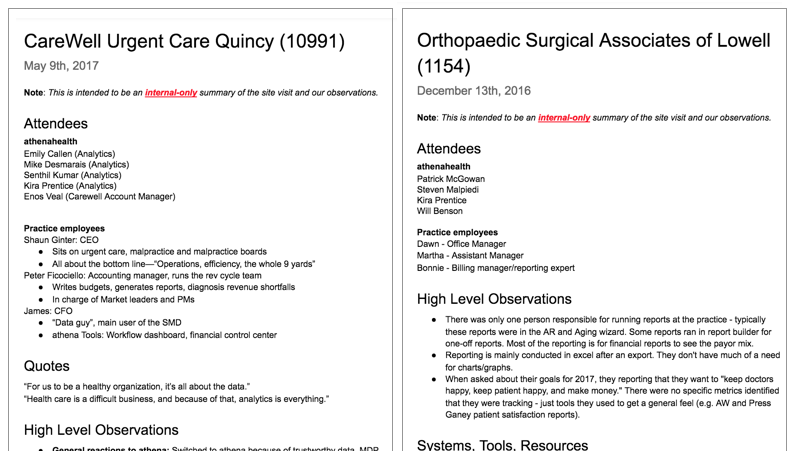 CareWell Urgent Care Quincy (10991)
May 9th, 2017
Note: This is intended to be an internal-only summary of the site visit and our observations.
Attendees
athenahealth
Emily Callen (Analytics)
Mike Desmarais (Analytics)
Senthil Kumar (Analytics)
Kira Prentice (Analytics)
Enos Veal (Carewell Account Manager)
Practice employees
Shaun Ginter: CEO
● Sits on urgent care, malpractice and malpractice boards
● All about the bottom line—"Operations, efficiency, the whole 9 yards"
Peter Ficociello: Accounting manager, runs the rev cycle team
● Writes budgets, generates reports, diagnosis revenue shortfalls
● In charge of Market leaders and PMs
James: CFO
● "Data guy", main user of the SMD
● athena Tools: Workflow dashboard, financial control center
Quotes
"For us to be a healthy organization, it's all about the data."
"Health care is a difficult business, and because of that, analytics is everything."
High Level Observations
● General reactions to athena: Switched to athena because of trustworthy data. MDP
Orthopaedic Surgical Associates of Lowell
(1154)
December 13th, 2016
Note: This is intended to be an internal-only summary of the site visit and our observations.
Attendees
athenahealth
Patrick McGowan
Steven Malpiedi
Kira Prentice
Will Benson
Practice employees
Dawn - Office Manager
Martha - Assistant Manager
Bonnie - Billing manager/reporting expert
High Level Observations
● There was only one person responsible for running reports at the practice - typically
these reports were in the AR and Aging wizard. Some reports ran in report builder for
one-off reports. Most of the reporting is for financial reports to see the payor mix.
● Reporting is mainly conducted in excel after an export. They don't have much of a need
for charts/graphs.
● When asked about their goals for 2017, they reporting that they want to "keep doctors
happy, keep patient happy, and make money." There were no specific metrics identified
that they were tracking - just tools they used to get a general feel (e.g. AW and Press
Ganey patient satisfaction reports).
Systems, Tools, Resources